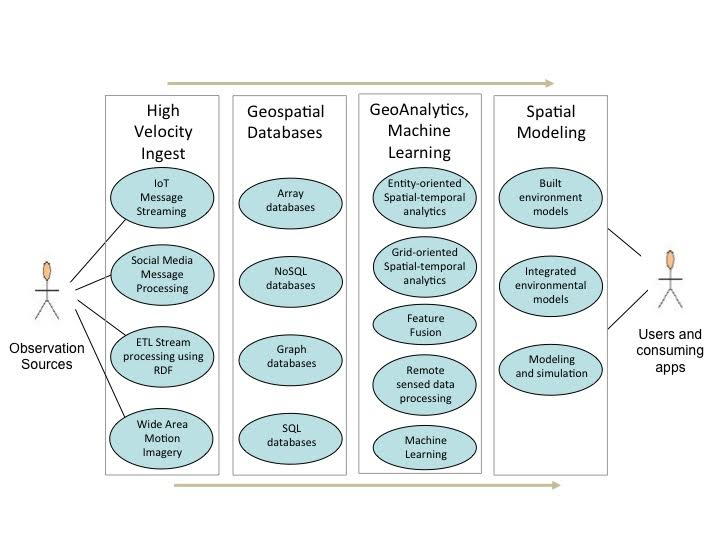 High
Velocity
Ingest
IoT
Message
Streaming
Social Media
Message
Processing
ETL Stream
processing using
RDF
Wide Area
Motion
Imagery
Geospatial
Databases
Array
databases
NoSQL
databases
Graph
databases
SQL
databases
GeoAnalytics,
Machine
Learning
Entity-oriented
Spatial-temporal
analytics
Grid-oriented
Spatial-temporal
analytics
Feature
Fusion
Remote
sensed data
processing
Machine
Learning
Spatial
Modeling
Built
environment
models
Integrated
environmental
models
Modeling
and simulation
Observation
Sources
Users and
consuming
apps